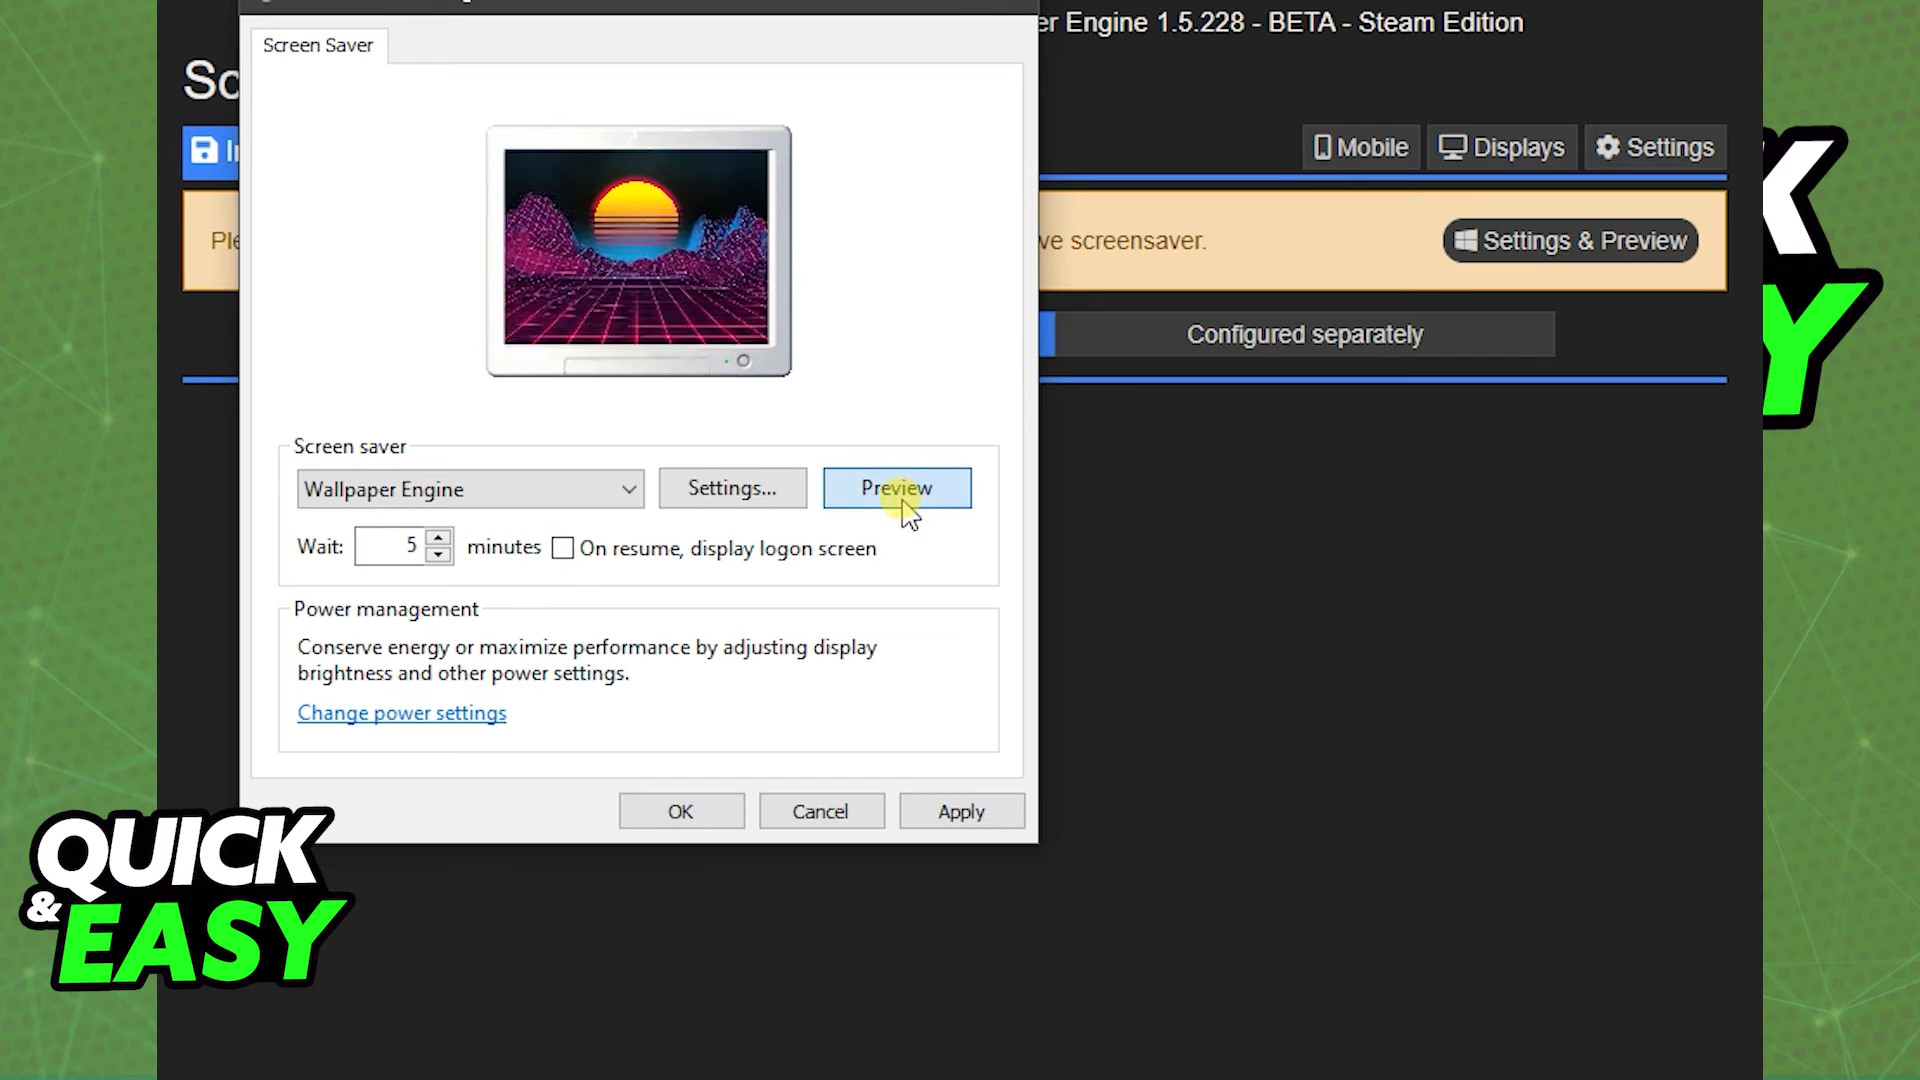 er Engine 1.5.228 - BETA - Steam Edition
Screen Saver
Mobile
Displays
Settings
ve screensaver.
Settings & Preview
Configured separately
Screen saver
Wallpaper Engine
Settings...
Preview
Wait:
5
minutes
On resume, display logon screen
Power management
Conserve energy or maximize performance by adjusting display
brightness and other power settings.
Change power settings
OK
Cancel
Apply
QUICK
& EASY